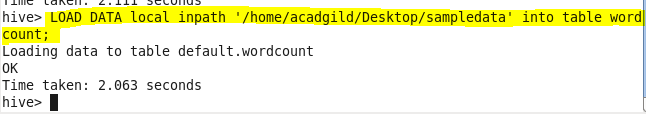 Time taken: 2.111 seconds
hive> LOAD DATA local inpath '/home/acadgild/Desktop/sampledata' into table word
count;
Loading data to table default.wordcount
OK
Time taken: 2.063 seconds
hive>